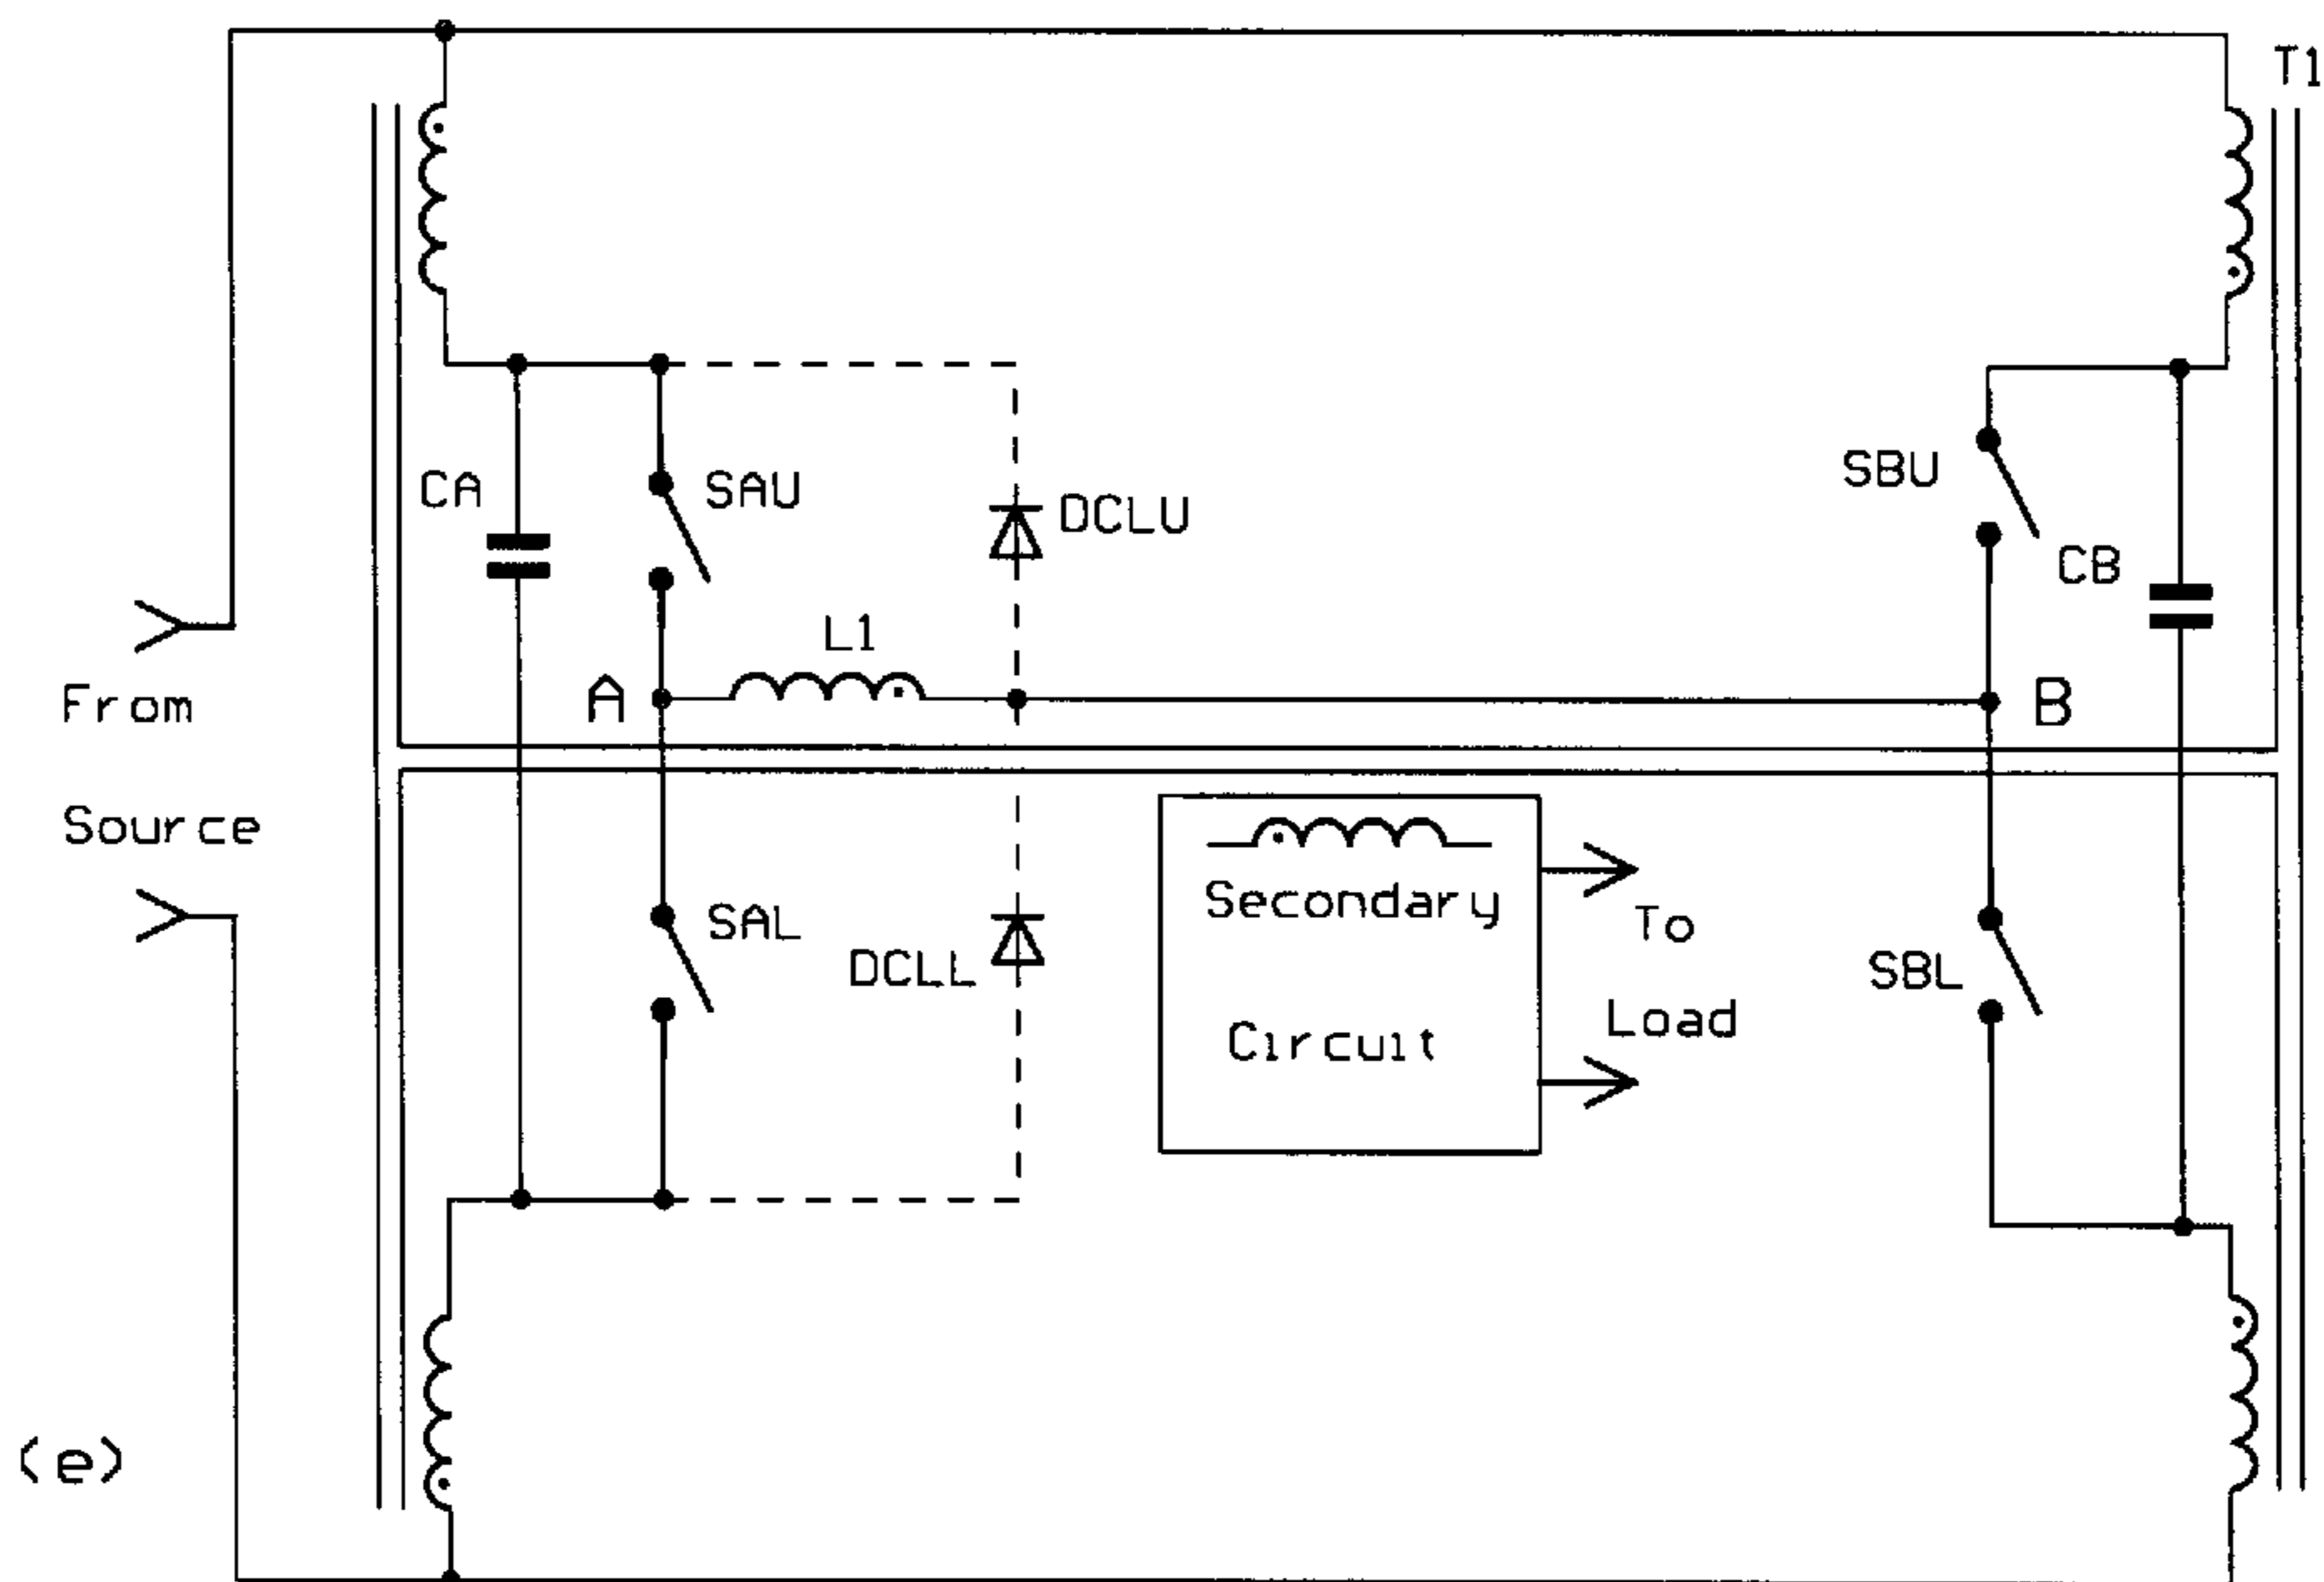 T1
CA
SAU
DCLU
SBU
CB
L1
A
B
From
Source
SAL
DCLL
Secondary
Circuit
To
Load
SBL
(e)